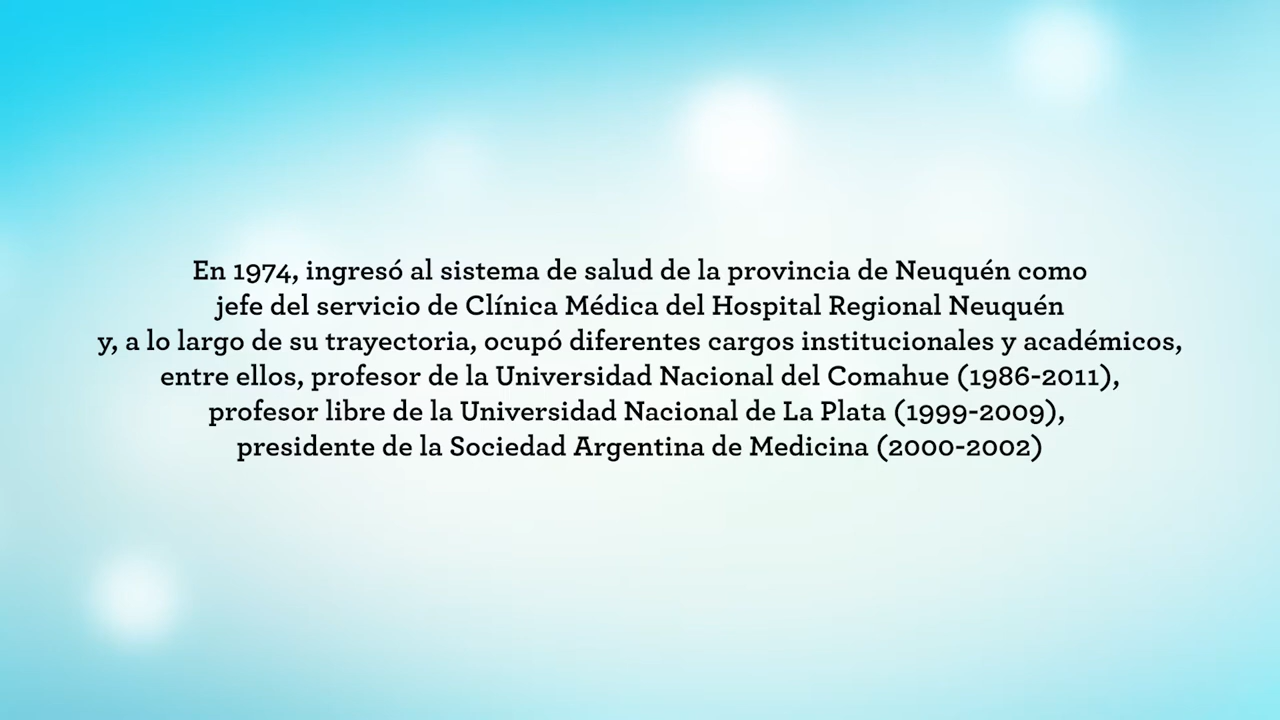 En 1974, ingresó al sistema de salud de la provincia de Neuquén como
jefe del servicio de Clínica Médica del Hospital Regional Neuquén
y, a lo largo de su trayectoria, ocupó diferentes cargos institucionales y académicos,
entre ellos, profesor de la Universidad Nacional del Comahue (1986-2011),
profesor libre de la Universidad Nacional de La Plata (1999-2009),
presidente de la Sociedad Argentina de Medicina (2000-2002)